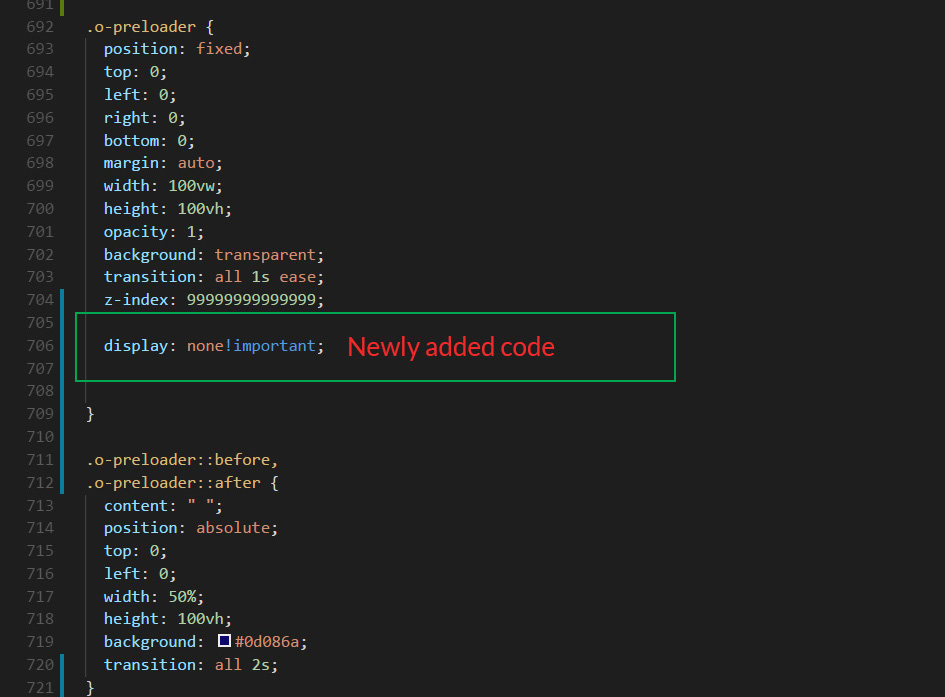 691
692 .o-preloader {
693 position: fixed;
694 top: 0;
695 left: 0;
696 right: 0;
697 bottom: 0;
698 margin: auto;
699 width: 100vw;
700 height: 100vh;
701 opacity: 1;
702 background: transparent;
703 transition: all 1s ease;
704 z-index: 99999999999999;
705
706 display: none!important; Newly added code
707
708
709 }
710
711 .o-preloader::before,
712 .o-preloader::after {
713 content: " ";
714 position: absolute;
715 top: 0;
716 left: 0;
717 width: 50%;
718 height: 100vh;
719 background: #0d086a;
720 transition: all 2s;
721 }